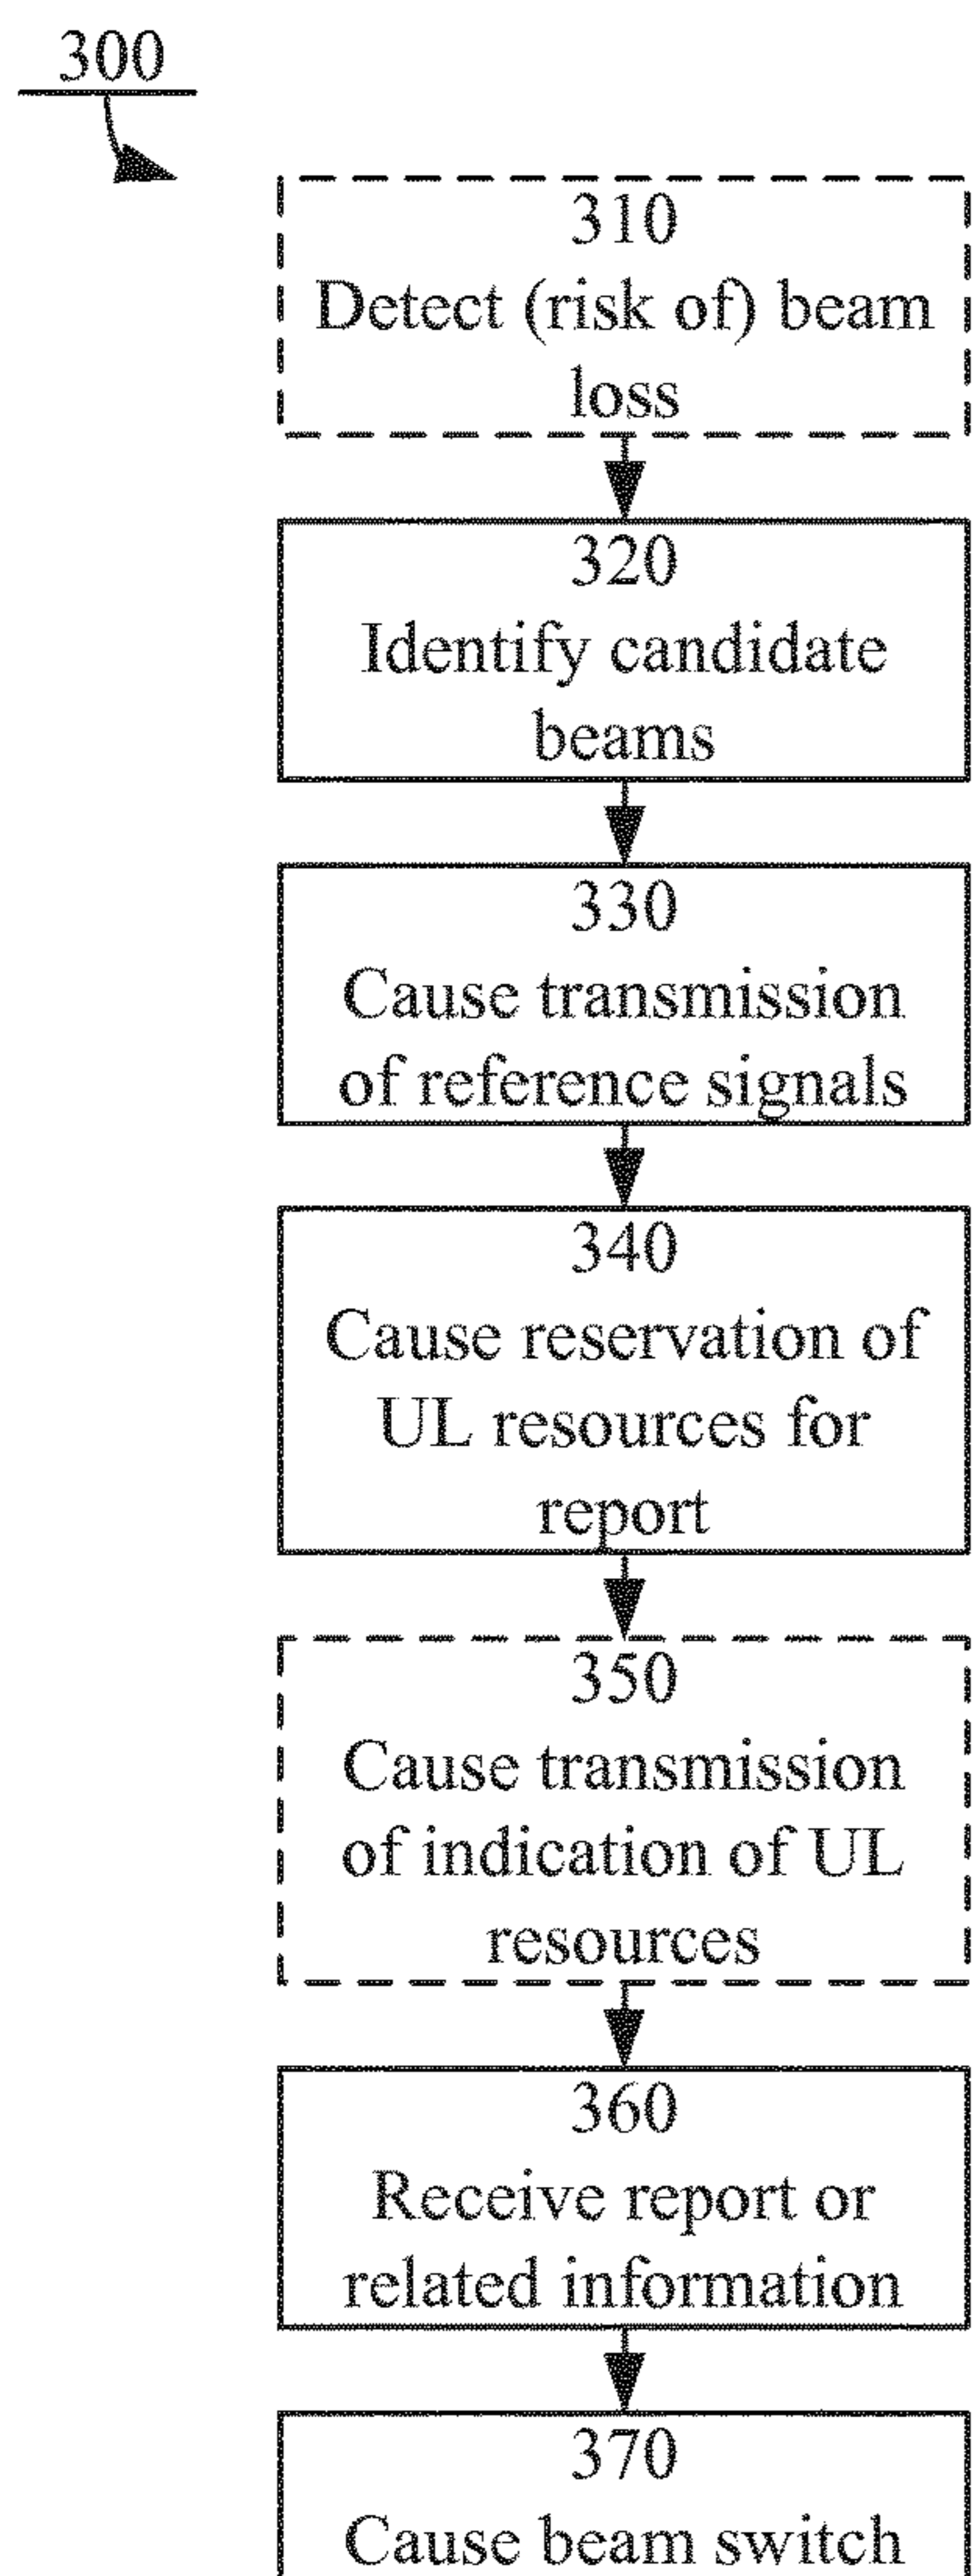 300
310
Detect (risk of) beam
loss
320
Identify candidate
beams
330
Cause transmission
of reference signals
340
Cause reservation of
UL resources for
report
350
Cause transmission
of indication of UL
resources
360
Receive report or
related information
370
Cause beam switch